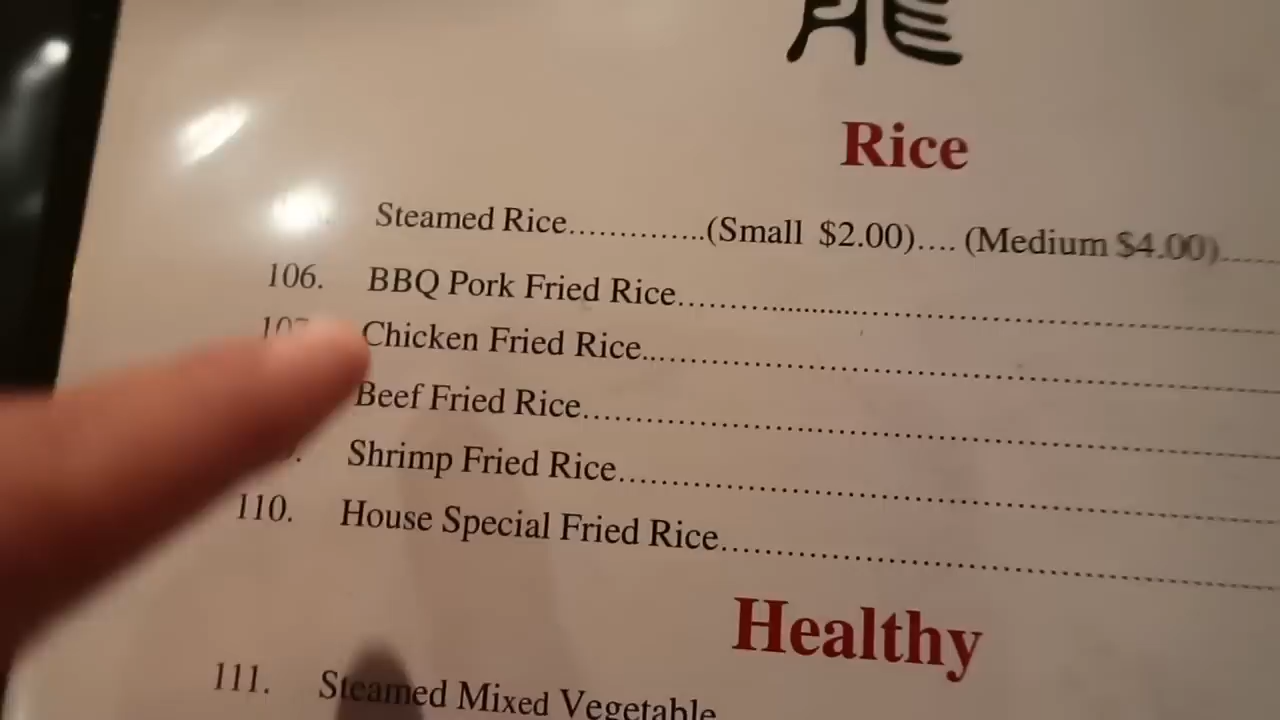 Rice
Steamed Rice..............(Small $2.00).... (Medium $4.00)......
106. BBQ Pork Fried Rice................................................
Chicken Fried Rice................................................
Beef Fried Rice................................................
Shrimp Fried Rice................................................
110. House Special Fried Rice................................................
Healthy
111. Steamed Mixed Vegetable